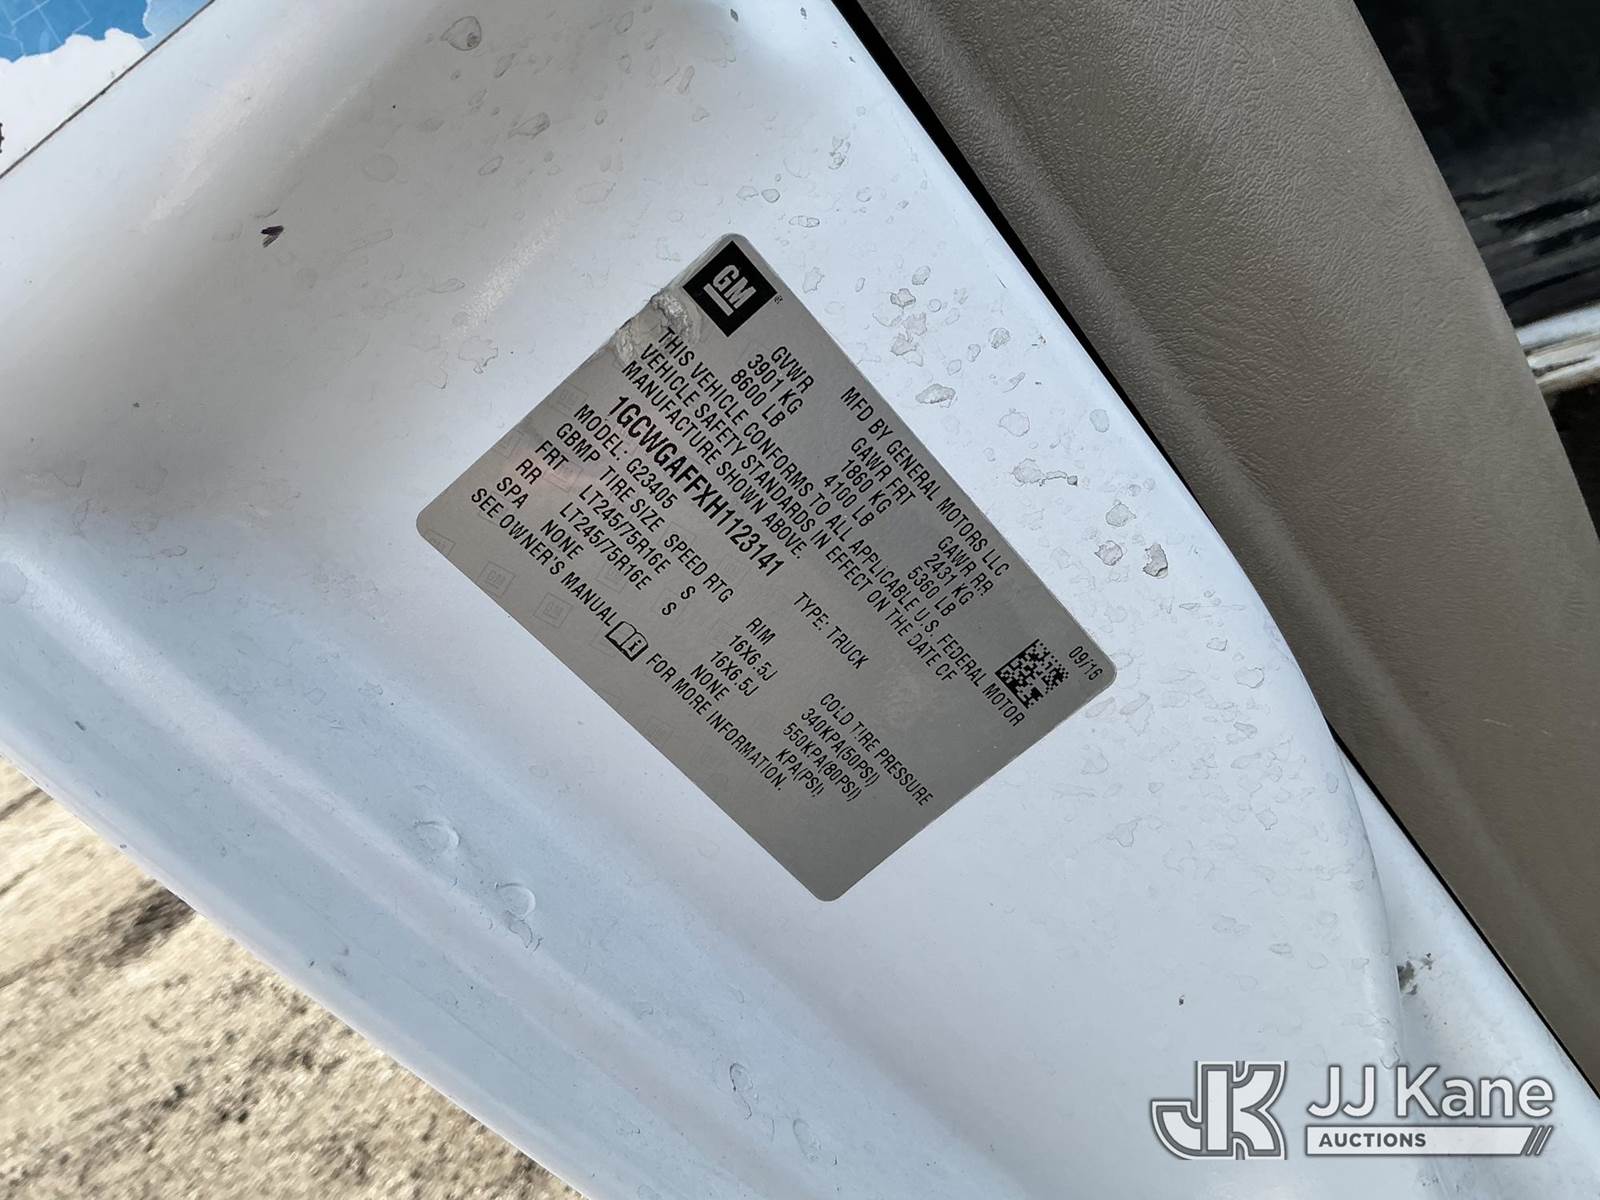 GM
MFD BY GENERAL MOTORS LLC 09/16
GVWR GAWR FRT GAWR RR
3901 KG 1860 KG 2431 KG
8600 LB 4100 LB 5360 LB
THIS VEHICLE CONFORMS TO ALL APPLICABLE U.S. FEDERAL MOTOR
VEHICLE SAFETY STANDARDS IN EFFECT ON THE DATE OF
MANUFACTURE SHOWN ABOVE.
1GCWGAFFXH1123141 TYPE: TRUCK
MODEL: G23405
GBMP TIRE SIZE SPEED RTG RIM COLD TIRE PRESSURE
FRT LT245/75R16E S 16X6.5J 340KPA(50PSI)
RR LT245/75R16E S 16X6.5J 550KPA(80PSI)
SPA NONE NONE KPA(PSI)
SEE OWNER'S MANUAL FOR MORE INFORMATION.
JK JJ Kane
AUCTIONS